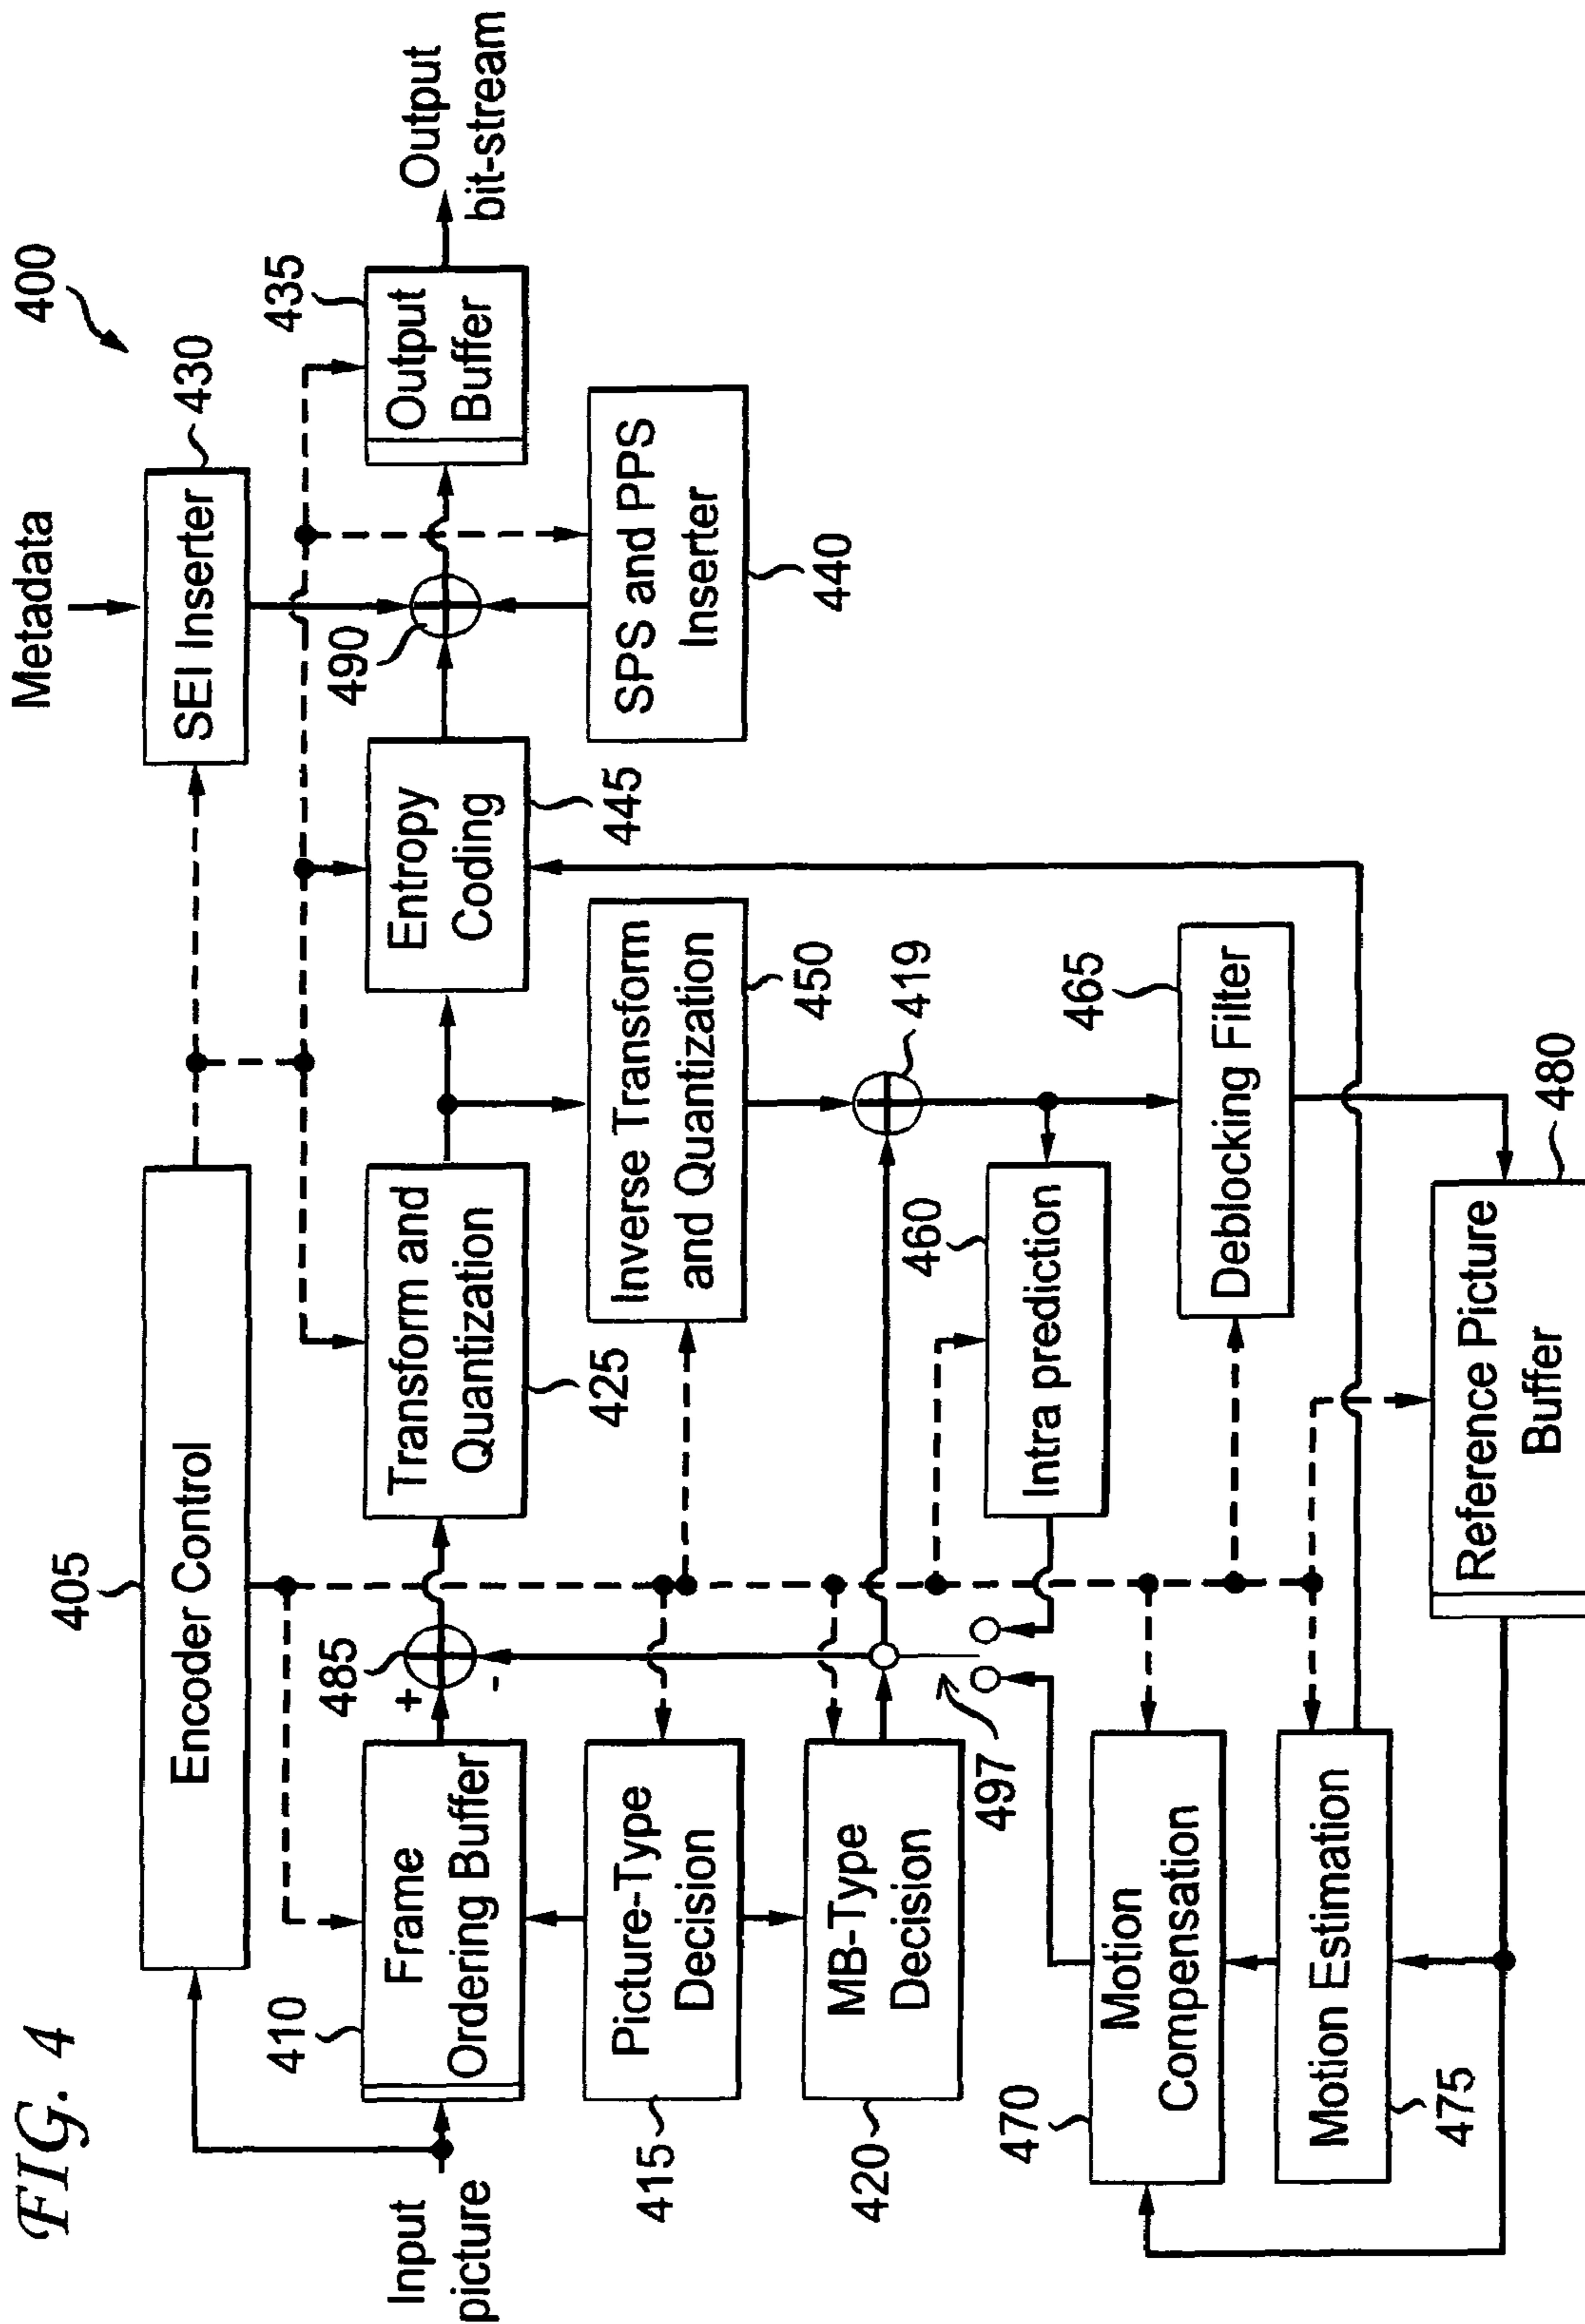 FIG. 4
400
Metadata
405
Encoder Control
SEI Inserter
430
Input
picture
410
Frame
Ordering Buffer
485
+
-
Transform and
Quantization
425
Entropy
Coding
445
490
435
Output
Buffer
Output
bit-stream
SPS and PPS
Inserter
440
415
Picture-Type
Decision
Inverse Transform
and Quantization
450
420
MB-Type
Decision
419
497
460
Intra prediction
465
Deblocking Filter
470
Motion
Compensation
Motion Estimation
475
480
Reference Picture
Buffer